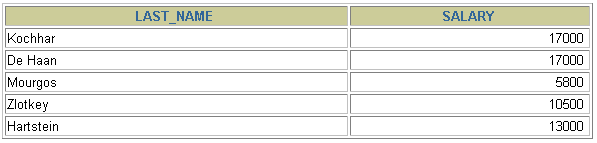 LAST_NAME SALARY
Kochhar 17000
De Haan 17000
Mourgos 5800
Zlotkey 10500
Hartstein 13000